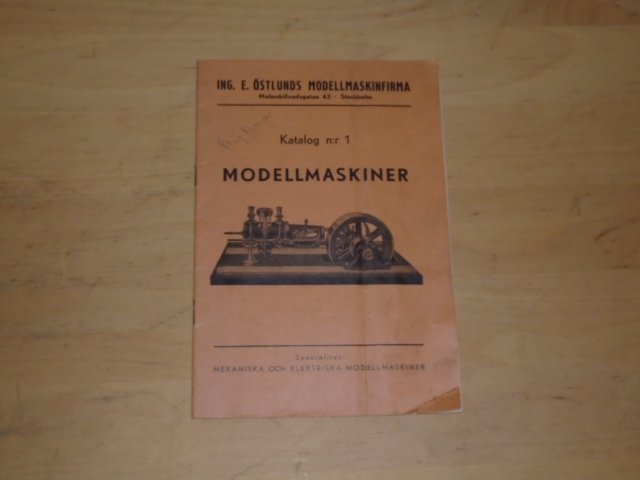 ING. E. ÖSTLUNDS MODELLMASKINFIRMA
Malmskillnadsgatan 43 - Stockholm
Katalog n:r 1
MODELLMASKINER
Specialitet:
MEKANISKA OCH ELEKTRISKA MODELLMASKINER